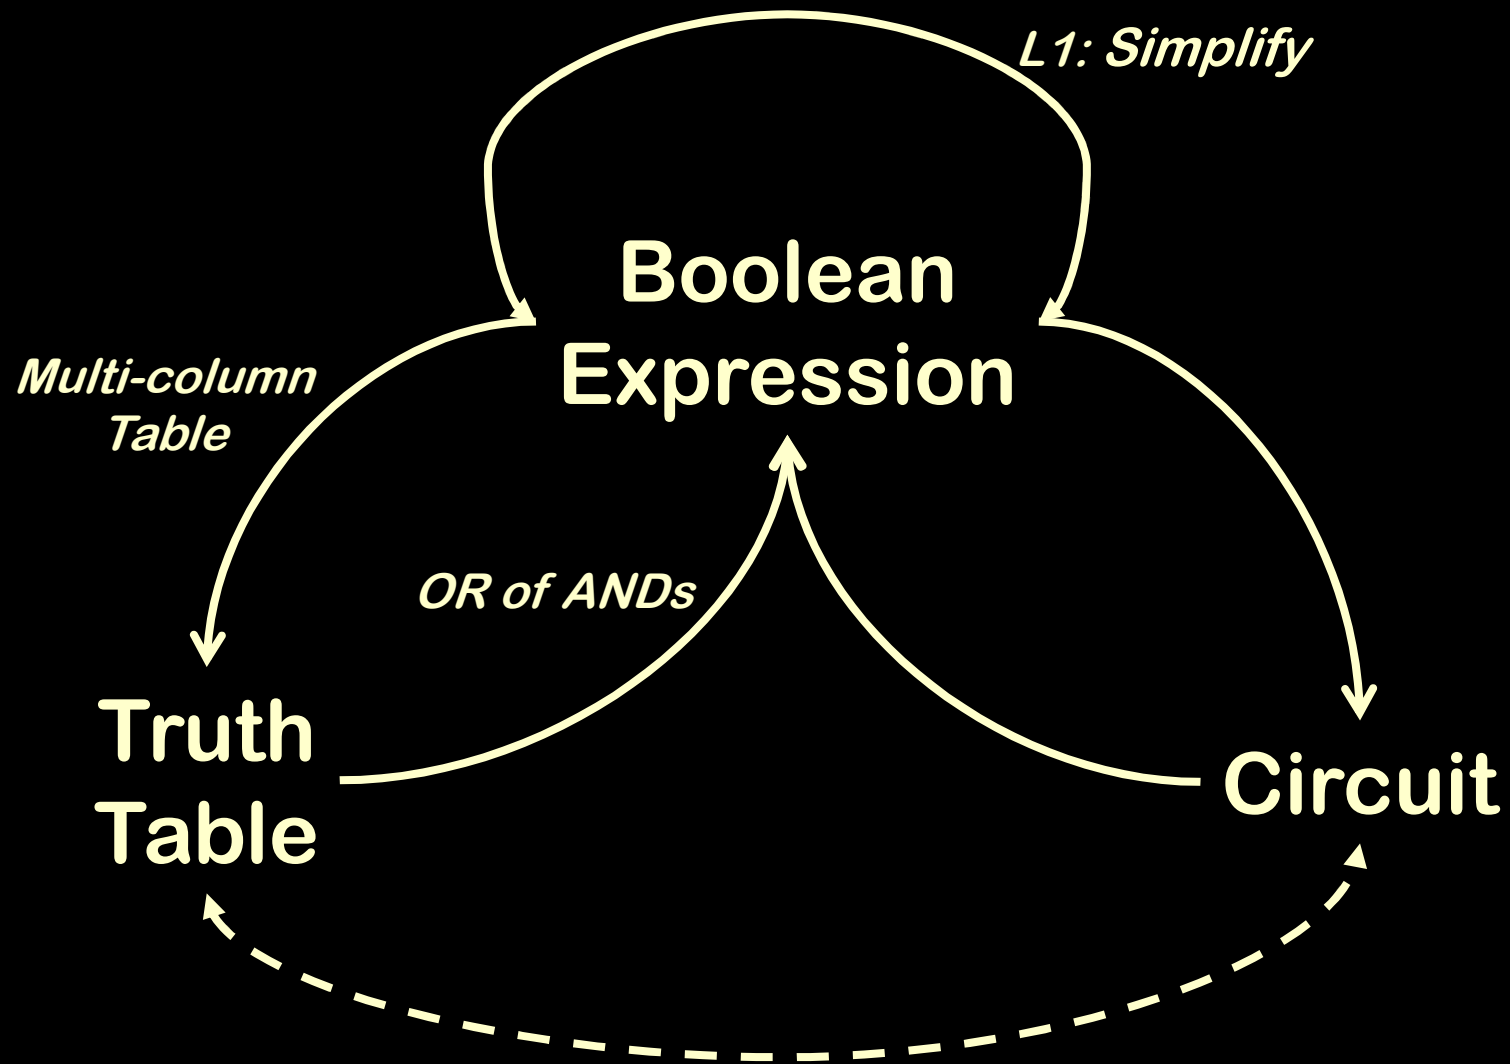 L1: Simplify
Boolean
Expression
Multi-column
Table
OR of ANDs
Truth
Table
Circuit